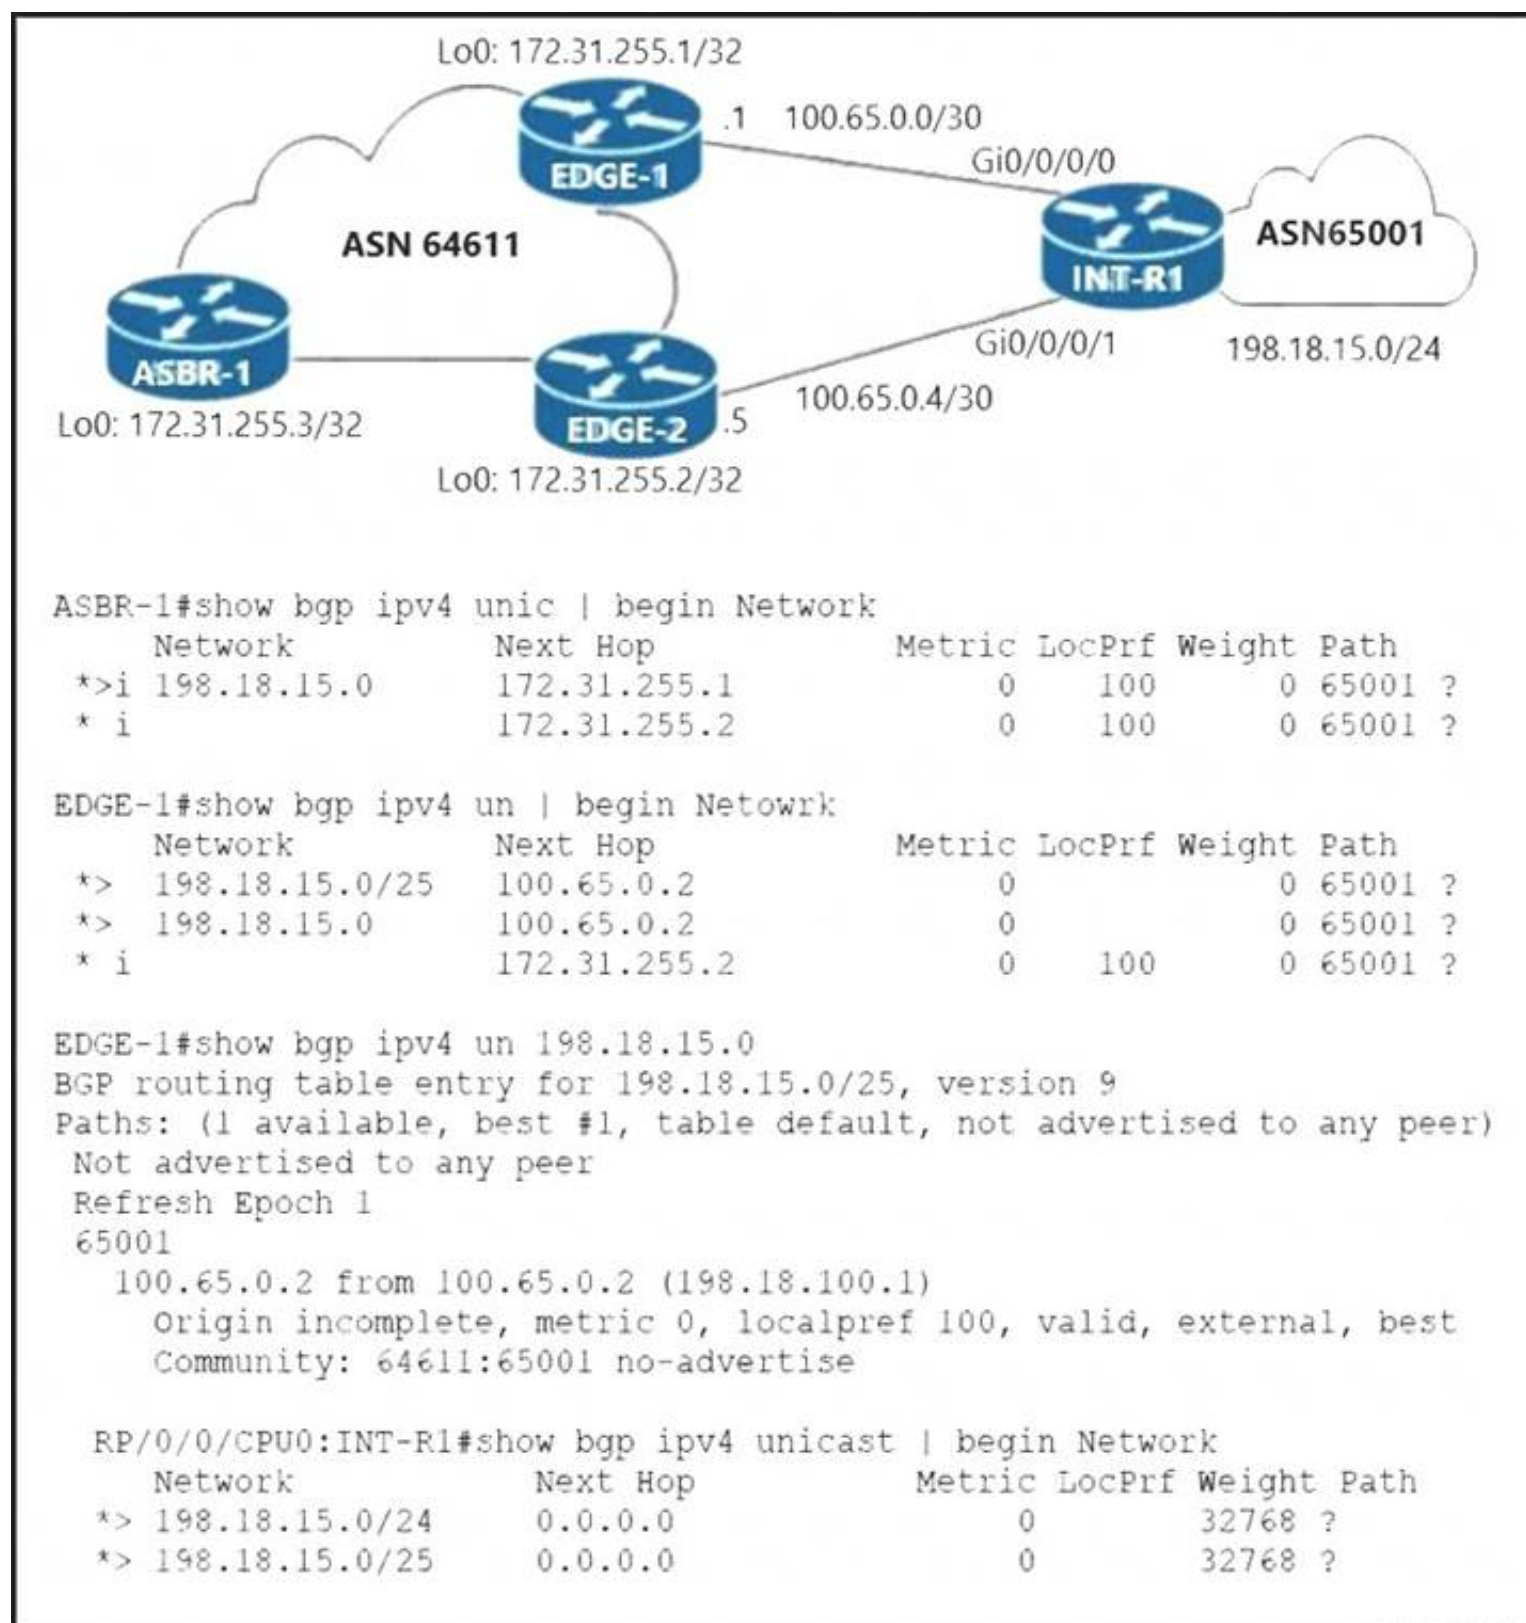 Lo0: 172.31.255.1/32
.1 100.65.0.0/30
EDGE-1
Gi0/0/0/0
ASN 64611
ASN65001
INT-R1
ASBR-1
Gi0/0/0/1
198.18.15.0/24
100.65.0.4/30
EDGE-2 .5
Lo0: 172.31.255.3/32
Lo0: 172.31.255.2/32
ASBR-1#show bgp ipv4 unic | begin Network
Network Next Hop Metric LocPrf Weight Path
*>i 198.18.15.0 172.31.255.1 0 100 0 65001 ?
* i 172.31.255.2 0 100 0 65001 ?
EDGE-1#show bgp ipv4 un | begin Netowrk
Network Next Hop Metric LocPrf Weight Path
*> 198.18.15.0/25 100.65.0.2 0 0 65001 ?
*> 198.18.15.0 100.65.0.2 0 0 65001 ?
* i 172.31.255.2 0 100 0 65001 ?
EDGE-1#show bgp ipv4 un 198.18.15.0
BGP routing table entry for 198.18.15.0/25, version 9
Paths: (1 available, best #1, table default, not advertised to any peer)
Not advertised to any peer
Refresh Epoch 1
65001
100.65.0.2 from 100.65.0.2 (198.18.100.1)
Origin incomplete, metric 0, localpref 100, valid, external, best
Community: 64611:65001 no-advertise
RP/0/0/CPU0:INT-R1#show bgp ipv4 unicast | begin Network
Network Next Hop Metric LocPrf Weight Path
*> 198.18.15.0/24 0.0.0.0 0 32768 ?
*> 198.18.15.0/25 0.0.0.0 0 32768 ?